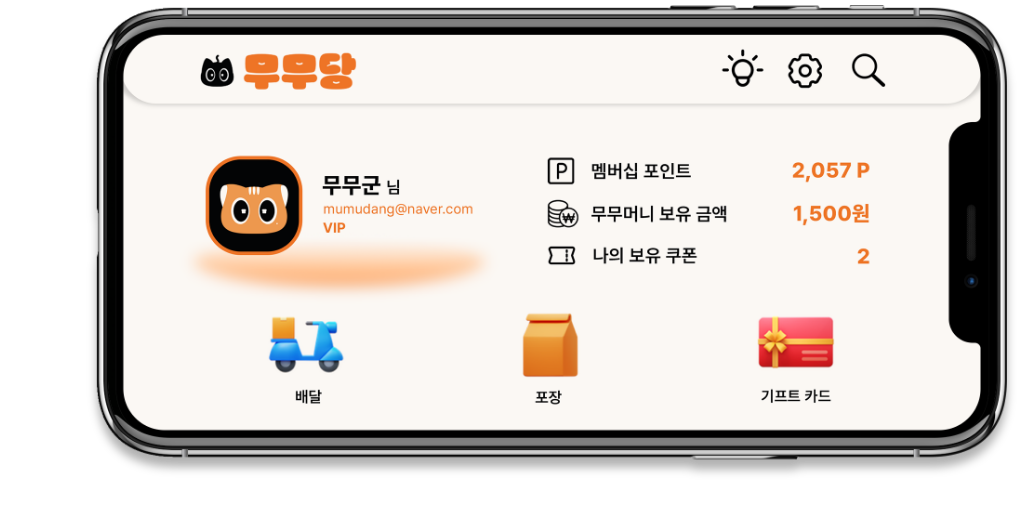 무무당
무무군 님
mumudang@naver.com
VIP
P 멤버십 포인트 2,057 P
₩ 무무머니 보유 금액 1,500원
나의 보유 쿠폰 2
배달
포장
기프트 카드